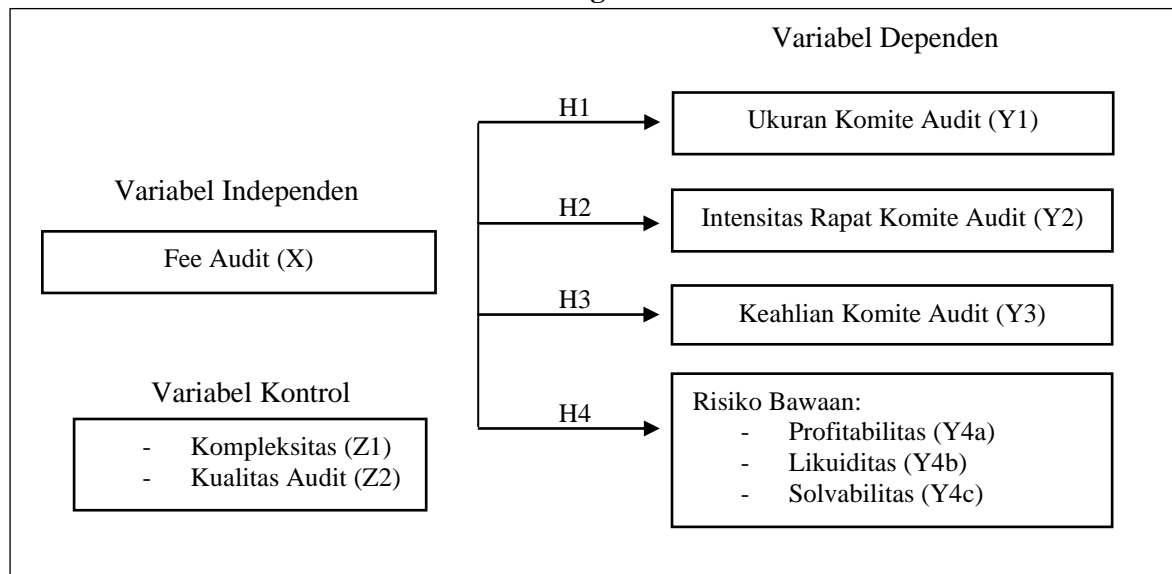 Variabel Dependen
H1
Ukuran Komite Audit (Y1)
Variabel Independen
H2
Intensitas Rapat Komite Audit (Y2)
Fee Audit (X)
H3
Keahlian Komite Audit (Y3)
Variabel Kontrol
- Kompleksitas (Z1)
- Kualitas Audit (Z2)
H4
Risiko Bawaan:
- Profitabilitas (Y4a)
- Likuiditas (Y4b)
- Solvabilitas (Y4c)